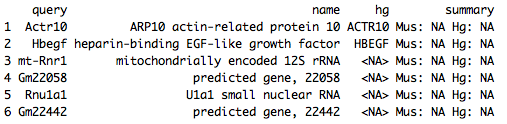 query name hg summary
1 Actr10 ARP10 actin-related protein 10 ACTR10 Mus: NA Hg: NA
2 Hbegf heparin-binding EGF-like growth factor HBEGF Mus: NA Hg: NA
3 mt-Rnr1 mitochondrially encoded 12S rRNA <NA> Mus: NA Hg: NA
4 Gm22058 predicted gene, 22058 <NA> Mus: NA Hg: NA
5 Rnu1a1 U1a1 small nuclear RNA <NA> Mus: NA Hg: NA
6 Gm22442 predicted gene, 22442 <NA> Mus: NA Hg: NA